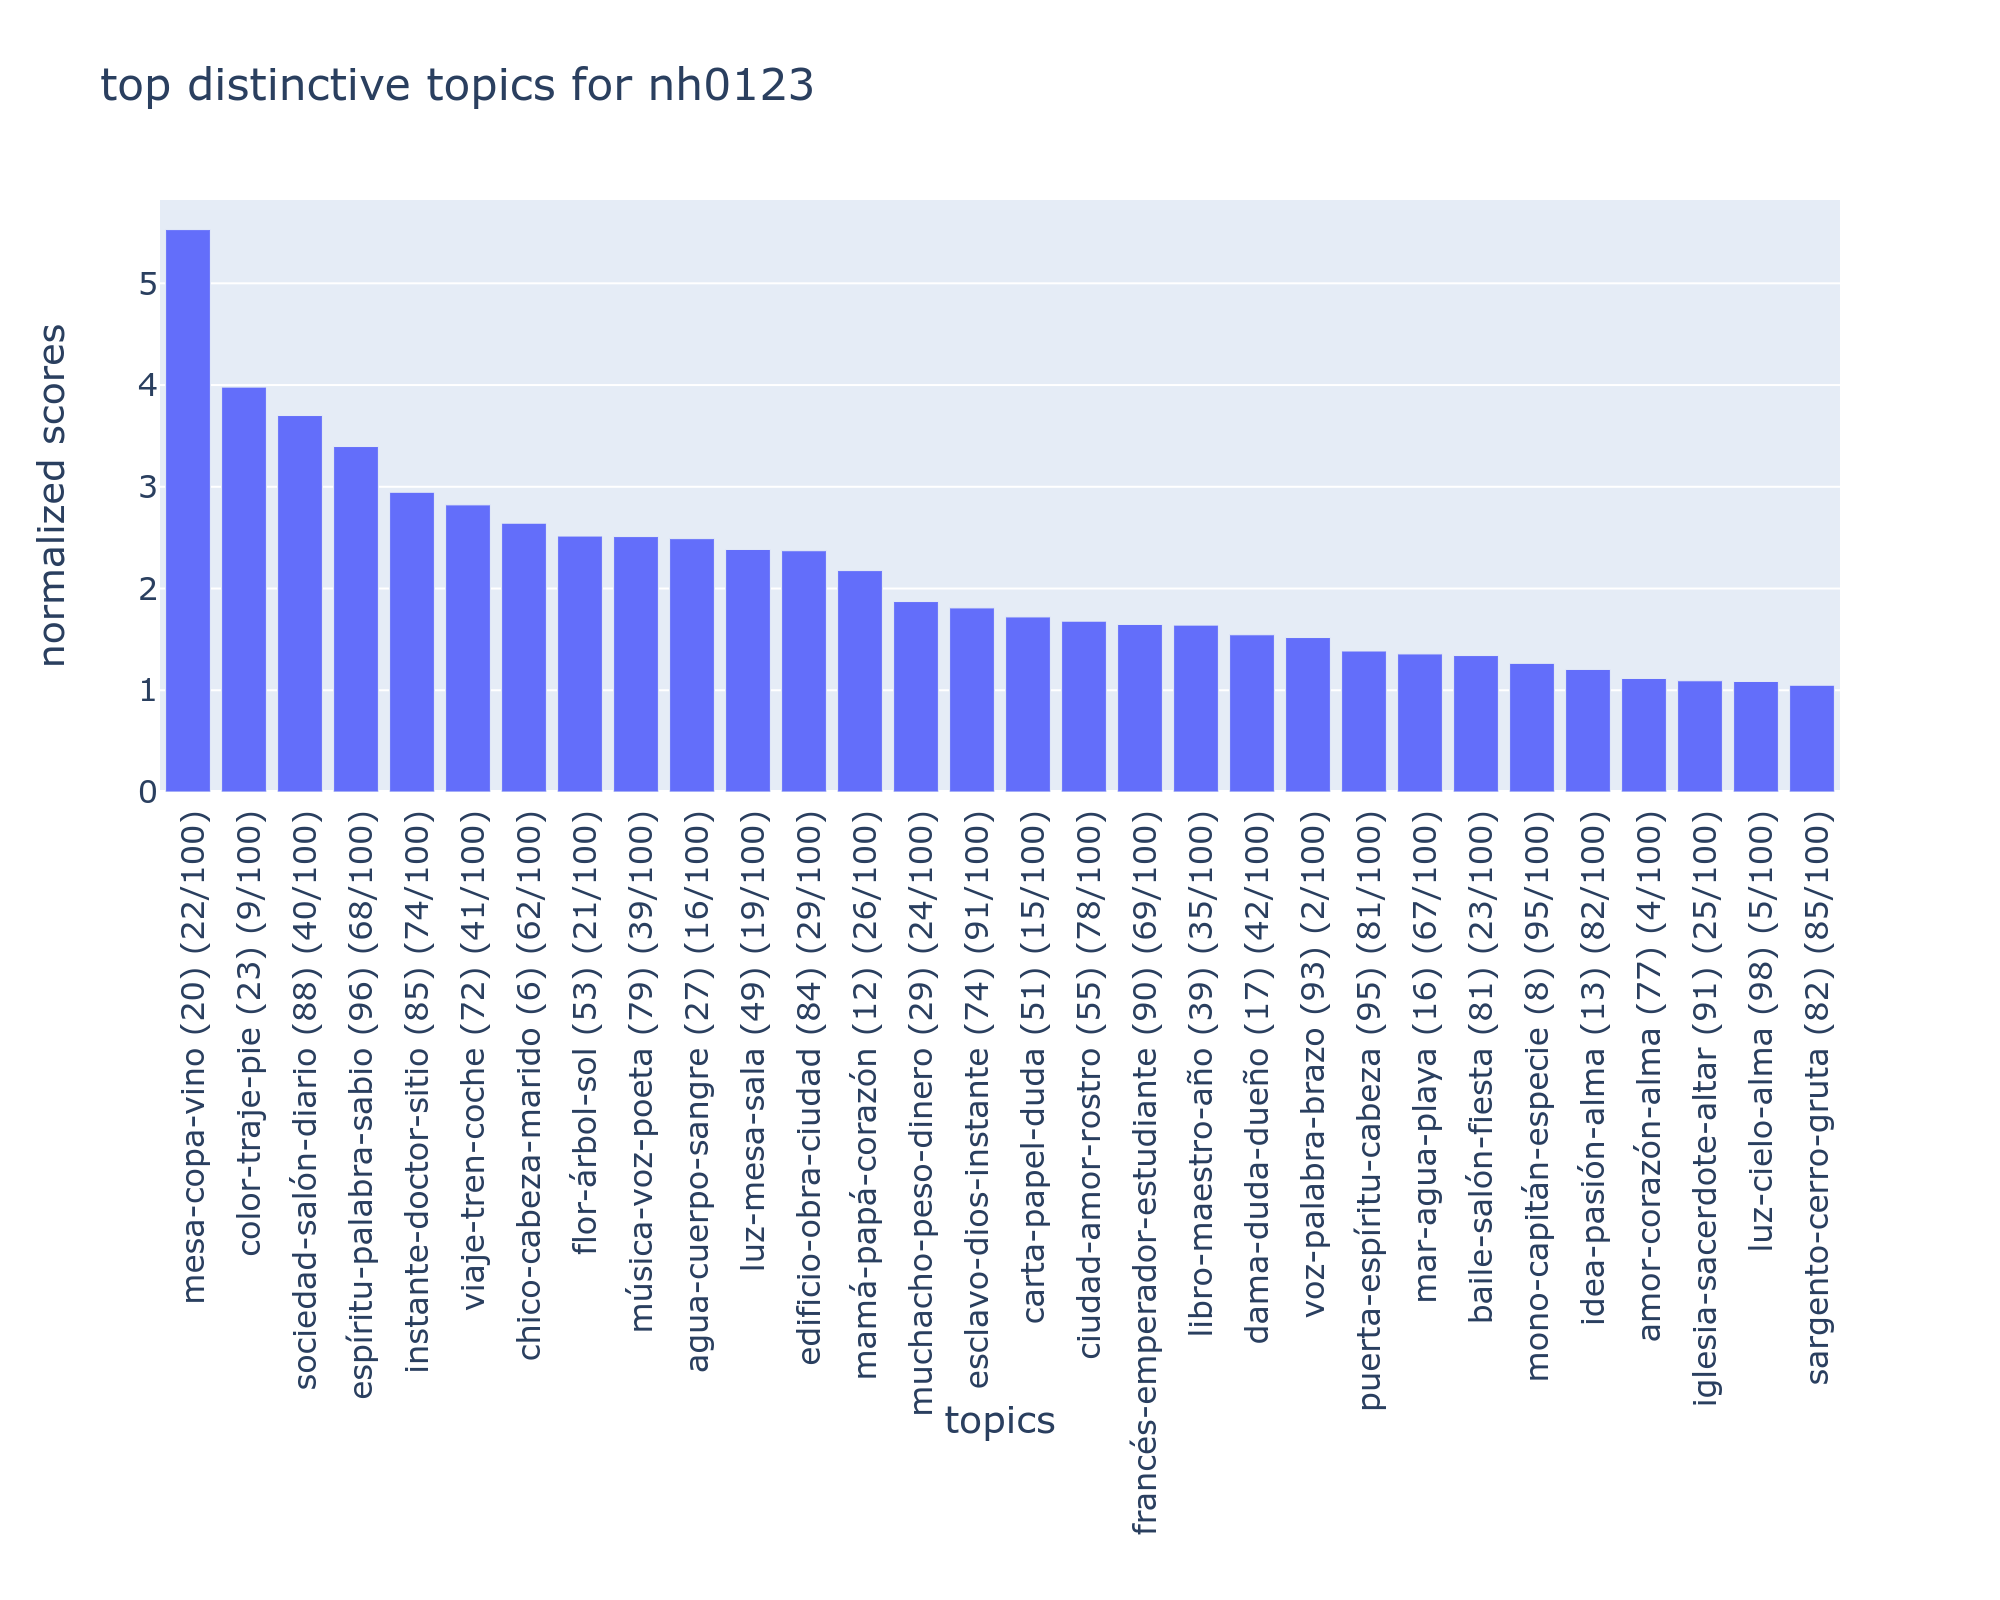 top distinctive topics for nh0123
normalized scores
5
4
3
2
1
0
mesa-copa-vino (20) (22/100)
color-traje-pie (23) (9/100)
sociedad-salón-diario (88) (40/100)
espíritu-palabra-sabio (96) (68/100)
instante-doctor-sitio (85) (74/100)
viaje-tren-coche (72) (41/100)
chico-cabeza-marido (6) (62/100)
flor-árbol-sol (53) (21/100)
música-voz-poeta (79) (39/100)
agua-cuerpo-sangre (27) (16/100)
luz-mesa-sala (49) (19/100)
edificio-obra-ciudad (84) (29/100)
mamá-papá-corazón (12) (26/100)
muchacho-peso-dinero (29) (24/100)
esclavo-dios-instante (74) (91/100)
carta-papel-duda (51) (15/100)
ciudad-amor-rostro (55) (78/100)
francés-emperador-estudiante (90) (69/100)
libro-maestro-año (39) (35/100)
dama-duda-dueño (17) (42/100)
voz-palabra-brazo (93) (2/100)
puerta-espíritu-cabeza (95) (81/100)
mar-agua-playa (16) (67/100)
baile-salón-fiesta (81) (23/100)
mono-capitán-especie (8) (95/100)
idea-pasión-alma (13) (82/100)
amor-corazón-alma (77) (4/100)
iglesia-sacerdote-altar (91) (25/100)
luz-cielo-alma (98) (5/100)
sargento-cerro-gruta (82) (85/100)
topics